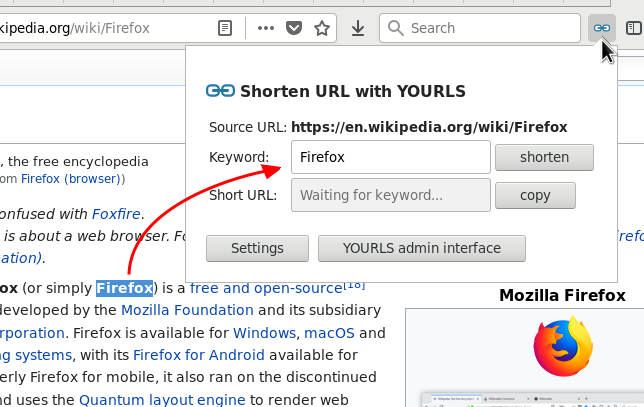 kipedia.org/wiki/Firefox
Search
Shorten URL with YOURLS
Source URL: https://en.wikipedia.org/wiki/Firefox
Keyword: Firefox shorten
Short URL: Waiting for keyword... copy
Settings YOURLS admin interface
, the free encyclopedia
om Firefox (browser))
onfused with Foxfire.
is about a web browser. Fo
ation).
ox (or simply Firefox) is a free and open-source[18]
developed by the Mozilla Foundation and its subsidiary
rporation. Firefox is available for Windows, macOS and
g systems, with its Firefox for Android available for
erly Firefox for mobile, it also ran on the discontinued
nd uses the Quantum layout engine to render web
irefo
Mozilla Firefox